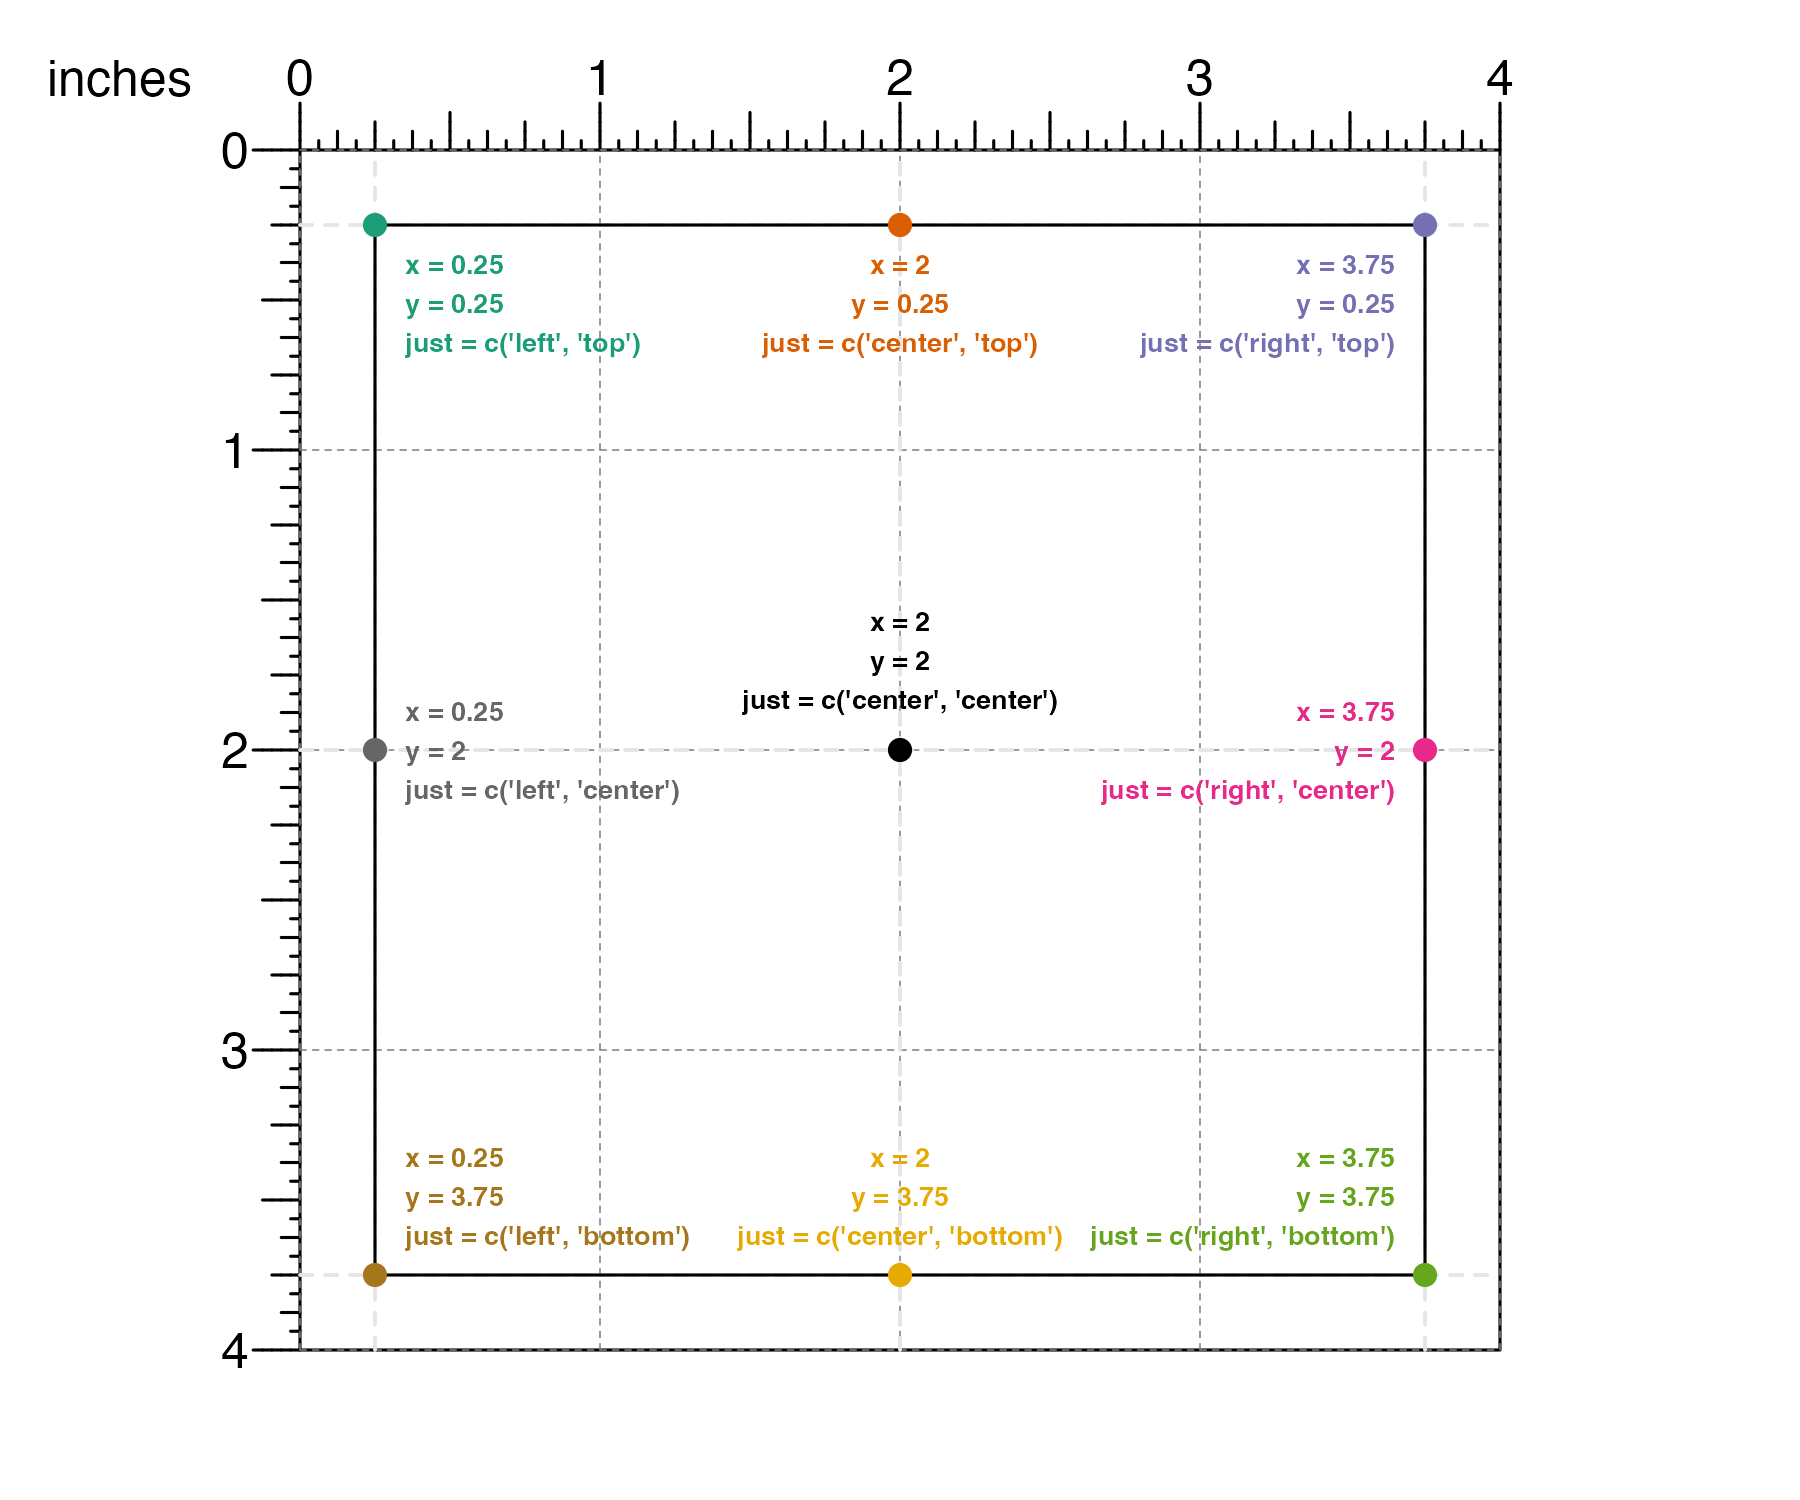 inches
0 1 2 3 4
0
x = 0.25
y = 0.25
just = c('left', 'top')
x = 2
y = 0.25
just = c('center', 'top')
x = 3.75
y = 0.25
just = c('right', 'top')
1
x = 2
y = 2
just = c('center', 'center')
2
x = 0.25
y = 2
just = c('left', 'center')
x = 3.75
y = 2
just = c('right', 'center')
3
x = 0.25
y = 3.75
just = c('left', 'bottom')
x = 2
y = 3.75
just = c('center', 'bottom')
x = 3.75
y = 3.75
just = c('right', 'bottom')
4